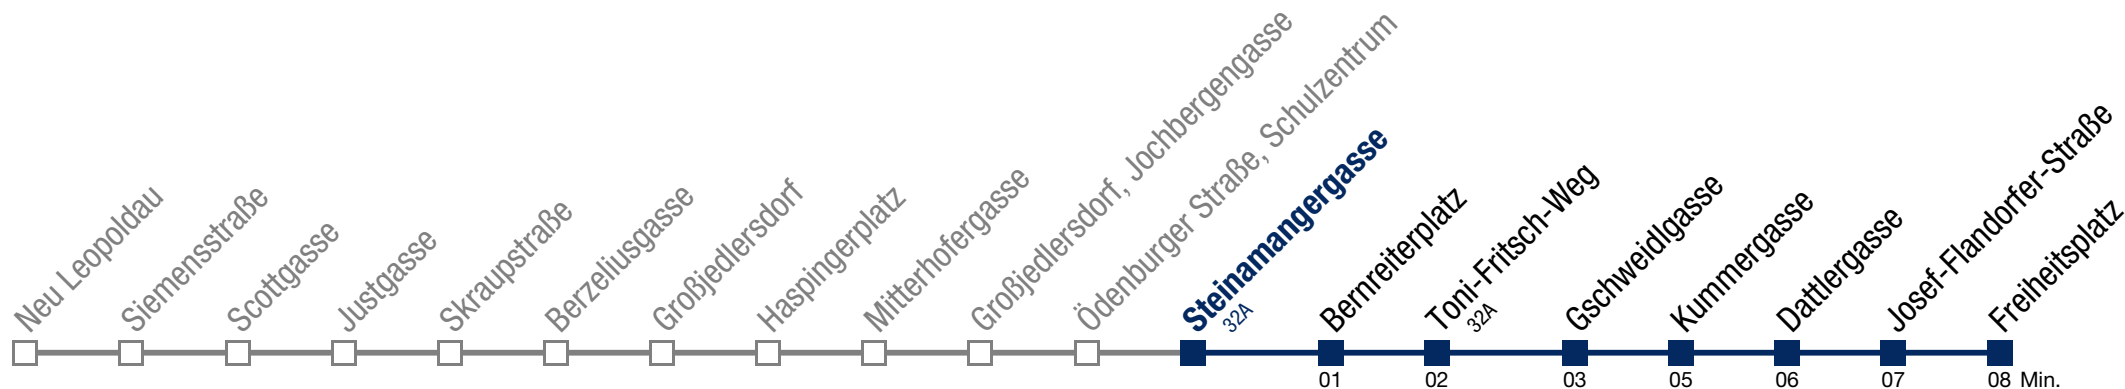 Neu Leopoldau
Siemensstraße
Scottgasse
Justgasse
Skraupstraße
Berzeliusgasse
Großjedlersdorf
Haspingerplatz
Mitterhofergasse
Großjedlersdorf, Jochbergengasse
Ödenburger Straße, Schulzentrum
Steinamangergasse
32A
Bernreiterplatz
Toni-Fritsch-Weg
32A
Gschweidlgasse
Kummergasse
Dattlergasse
Josef-Flandorfer-Straße
Freiheitsplatz
01 02 03 05 06 07 08 Min.